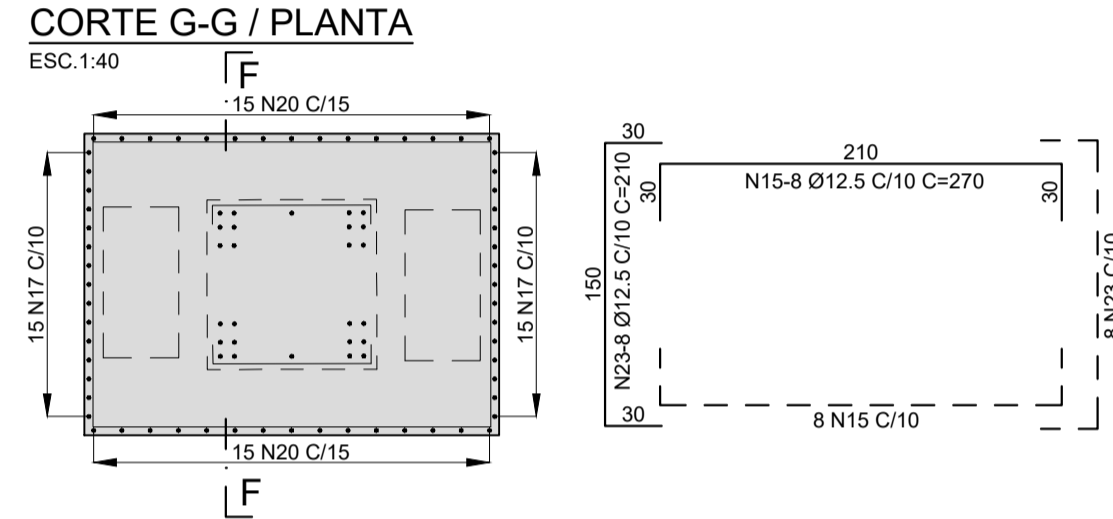 CORTE G-G / PLANTA
ESC.1:40
F
15 N20 C/15
15 N17 C/10
15 N17 C/10
15 N20 C/15
F
30
150
N23-8 Ø12.5 C/10 C=210
30
210
30
N15-8 Ø12.5 C/10 C=270
30
8 N15 C/10
8 N23 C/10